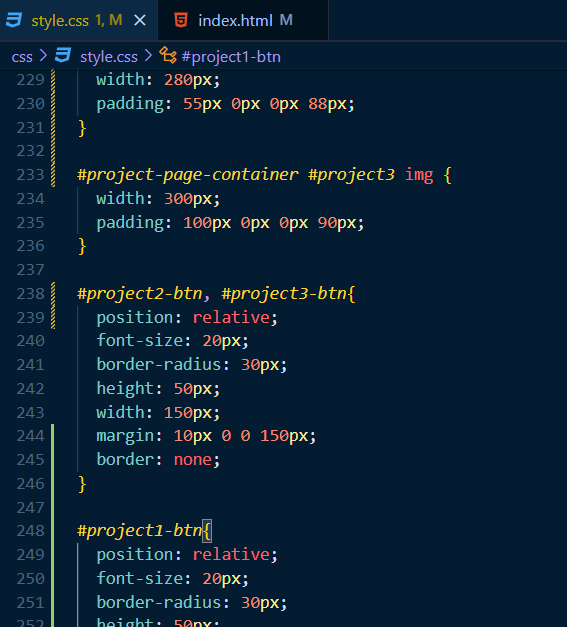 style.css 1, M
index.html M
css > style.css > #project1-btn
229 width: 280px;
230 padding: 55px 0px 0px 88px;
231 }
232
233 #project-page-container #project3 img {
234 width: 300px;
235 padding: 100px 0px 0px 90px;
236 }
237
238 #project2-btn, #project3-btn{
239 position: relative;
240 font-size: 20px;
241 border-radius: 30px;
242 height: 50px;
243 width: 150px;
244 margin: 10px 0 0 150px;
245 border: none;
246 }
247
248 #project1-btn{
249 position: relative;
250 font-size: 20px;
251 border-radius: 30px;
252 height: 50px;